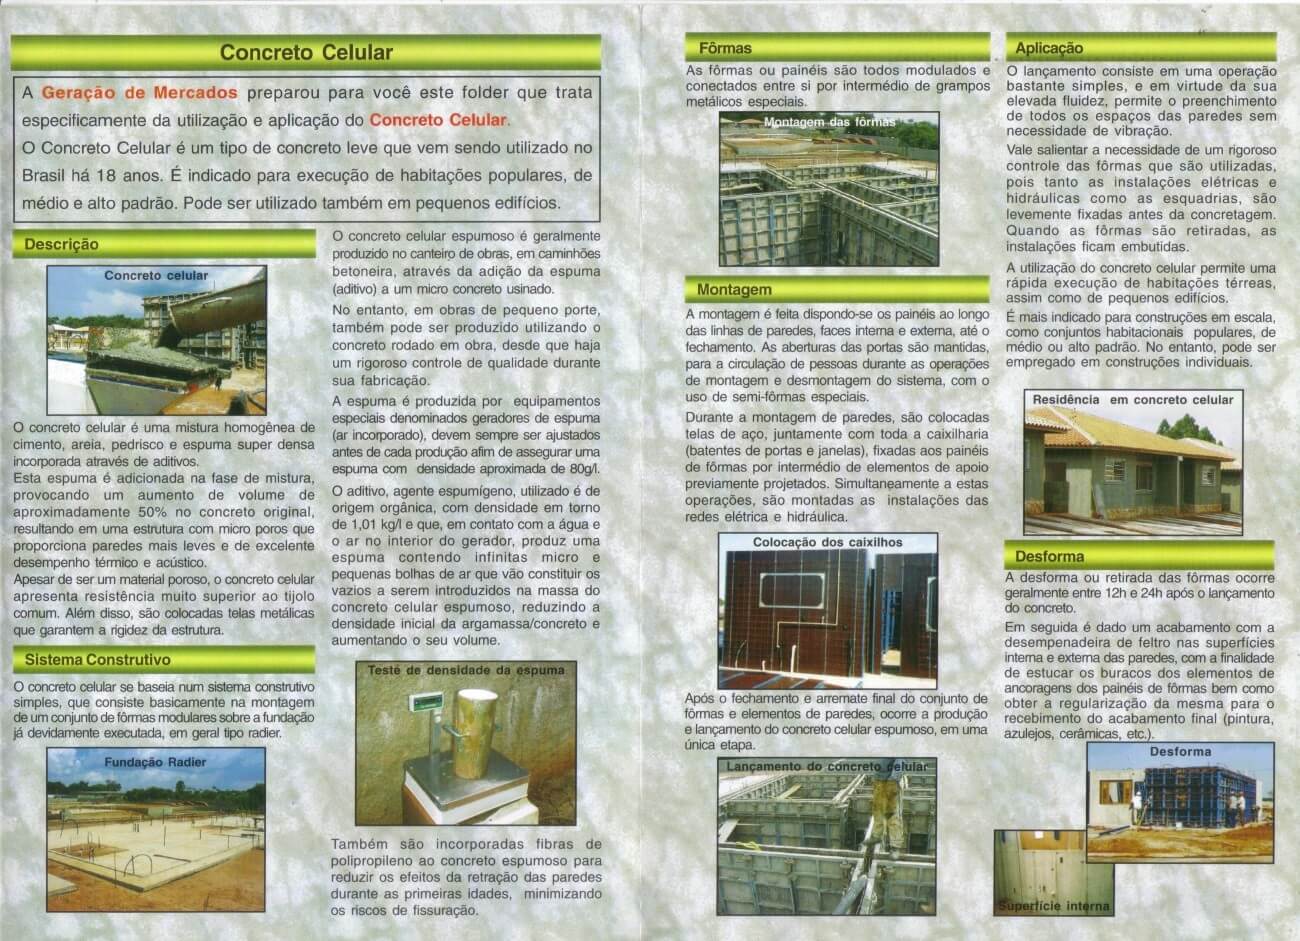 Concreto Celular
A Geração de Mercados preparou para você este folder que trata
especificamente da utilização e aplicação do Concreto Celular.
O Concreto Celular é um tipo de concreto leve que vem sendo utilizado no
Brasil há 18 anos. É indicado para execução de habitações populares, de
médio e alto padrão. Pode ser utilizado também em pequenos edifícios.
Descrição
Concreto celular
O concreto celular é uma mistura homogênea de
cimento, areia, pedrisco e espuma super densa
incorporada através de aditivos.
Esta espuma é adicionada na fase de mistura,
provocando um aumento de volume de
aproximadamente 50% no concreto original,
resultando em uma estrutura com micro poros que
proporciona paredes mais leves e de excelente
desempenho térmico e acústico.
Apesar de ser um material poroso, o concreto celular
apresenta resistência muito superior ao tijolo
comum. Além disso, são colocadas telas metálicas
que garantem a rigidez da estrutura.
Sistema Construtivo
O concreto celular se baseia num sistema construtivo
simples, que consiste basicamente na montagem
de um conjunto de fôrmas modulares sobre a fundação
já devidamente executada, em geral tipo radier.
Fundação Radier
O concreto celular espumoso é geralmente
produzido no canteiro de obras, em caminhões
betoneira, através da adição da espuma
(aditivo) a um micro concreto usinado.
No entanto, em obras de pequeno porte,
também pode ser produzido utilizando o
concreto rodado em obra, desde que haja
um rigoroso controle de qualidade durante
sua fabricação.
A espuma é produzida por equipamentos
especiais denominados geradores de espuma
(ar incorporado), devem sempre ser ajustados
antes de cada produção afim de assegurar uma
espuma com densidade aproximada de 80g/l.
O aditivo, agente espumígeno, utilizado é de
origem orgânica, com densidade em torno
de 1,01 kg/l e que, em contato com a água e
o ar no interior do gerador, produz uma
espuma contendo infinitas micro e
pequenas bolhas de ar que vão constituir os
vazios a serem introduzidos na massa do
concreto celular espumoso, reduzindo a
densidade inicial da argamassa/concreto e
aumentando o seu volume.
Teste de densidade da espuma
Também são incorporadas fibras de
polipropileno ao concreto espumoso para
reduzir os efeitos da retração das paredes
durante as primeiras idades, minimizando
os riscos de fissuração.
Fôrmas
As fôrmas ou painéis são todos modulados e
conectados entre si por intermédio de grampos
metálicos especiais.
Montagem das fôrmas
Montagem
A montagem é feita dispondo-se os painéis ao longo
das linhas de paredes, faces interna e externa, até o
fechamento. As aberturas das portas são mantidas,
para a circulação de pessoas durante as operações
de montagem e desmontagem do sistema, com o
uso de semi-fôrmas especiais.
Durante a montagem de paredes, são colocadas
telas de aço, juntamente com toda a caixilharia
(batentes de portas e janelas), fixadas aos painéis
de fôrmas por intermédio de elementos de apoio
previamente projetados. Simultaneamente a estas
operações, são montadas as instalações das
redes elétrica e hidráulica.
Colocação dos caixilhos
Após o fechamento e arremate final do conjunto de
fôrmas e elementos de paredes, ocorre a produção
e lançamento do concreto celular espumoso, em uma
única etapa.
Lançamento do concreto celular
Aplicação
O lançamento consiste em uma operação
bastante simples, e em virtude da sua
elevada fluidez, permite o preenchimento
de todos os espaços das paredes sem
necessidade de vibração.
Vale salientar a necessidade de um rigoroso
controle das fôrmas que são utilizadas,
pois tanto as instalações elétricas e
hidráulicas como as esquadrias, são
levemente fixadas antes da concretagem.
Quando as fôrmas são retiradas, as
instalações ficam embutidas.
A utilização do concreto celular permite uma
rápida execução de habitações térreas,
assim como de pequenos edifícios.
É mais indicado para construções em escala,
como conjuntos habitacionais populares, de
médio ou alto padrão. No entanto, pode ser
empregado em construções individuais.
Residência em concreto celular
Desforma
A desforma ou retirada das fôrmas ocorre
geralmente entre 12h e 24h após o lançamento
do concreto.
Em seguida é dado um acabamento com a
desempenadeira de feltro nas superfícies
interna e externa das paredes, com a finalidade
de estucar os buracos dos elementos de
ancoragens dos painéis de fôrmas bem como
obter a regularização da mesma para o
recebimento do acabamento final (pintura,
azulejos, cerâmicas, etc.).
Desforma
Superfície interna